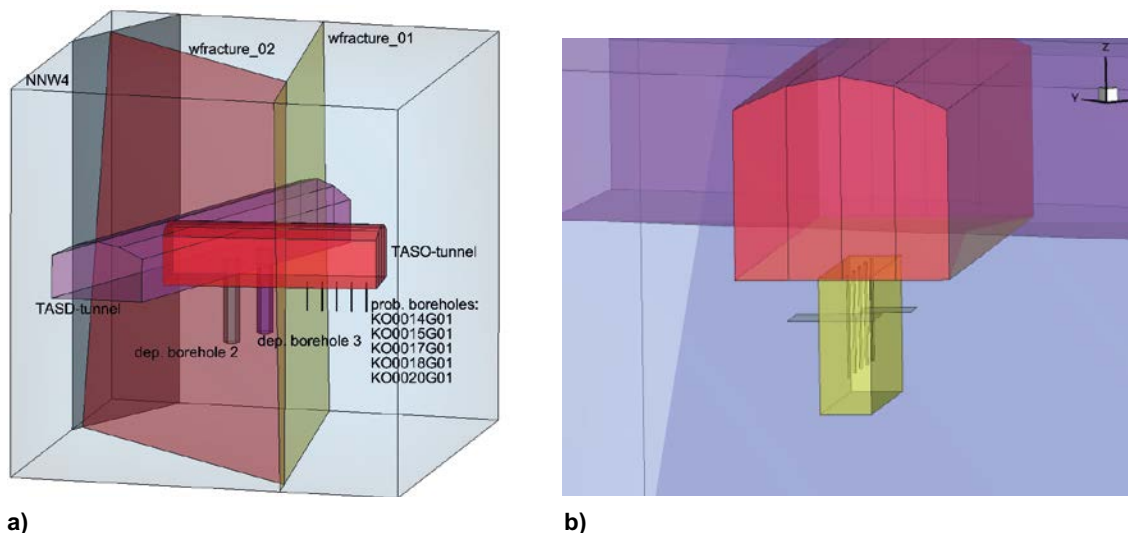 wfracture_01
wfracture_02
NNW4
TASO-tunnel
TASD-tunnel
prob. boreholes:
KO0014G01
dep. borehole 3
KO0015G01
dep. borehole 2
KO0017G01
KO0018G01
KO0020G01
a)
Z
Y
b)